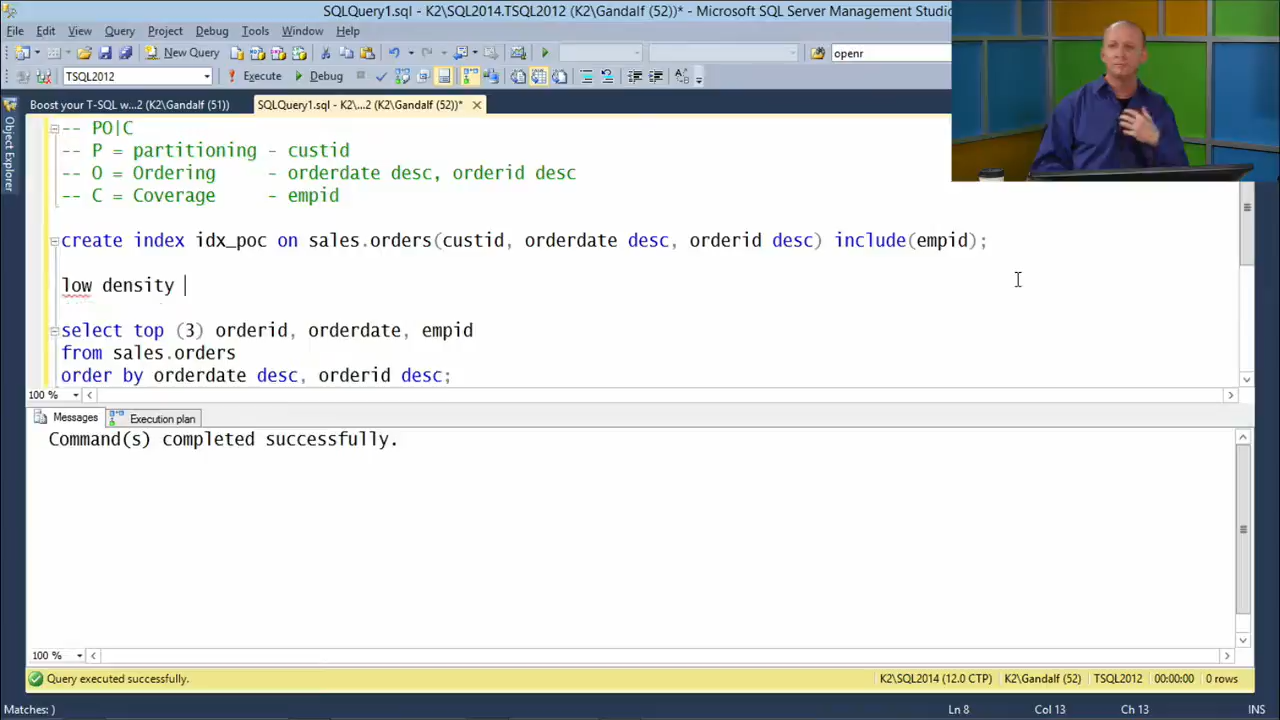 SQLQuery1.sql - K2\SQL2014.TSQL2012 (K2\Gandalf (52))* - Microsoft SQL Server Management Studio
File Edit View Query Project Debug Tools Window Help
New Query openr
TSQL2012 Execute Debug
Boost your T-SQL w...2 (K2\Gandalf (51)) SQLQuery1.sql - K2\...2 (K2\Gandalf (52))*
Object Explorer
-- PO|C
-- P = partitioning - custid
-- O = Ordering - orderdate desc, orderid desc
-- C = Coverage - empid
create index idx_poc on sales.orders(custid, orderdate desc, orderid desc) include(empid);
low density
select top (3) orderid, orderdate, empid
from sales.orders
order by orderdate desc, orderid desc;
100 %
Messages Execution plan
Command(s) completed successfully.
100 %
Query executed successfully. K2\SQL2014 (12.0 CTP) K2\Gandalf (52) TSQL2012 00:00:00 0 rows
Matches: ) Ln 8 Col 13 Ch 13 INS